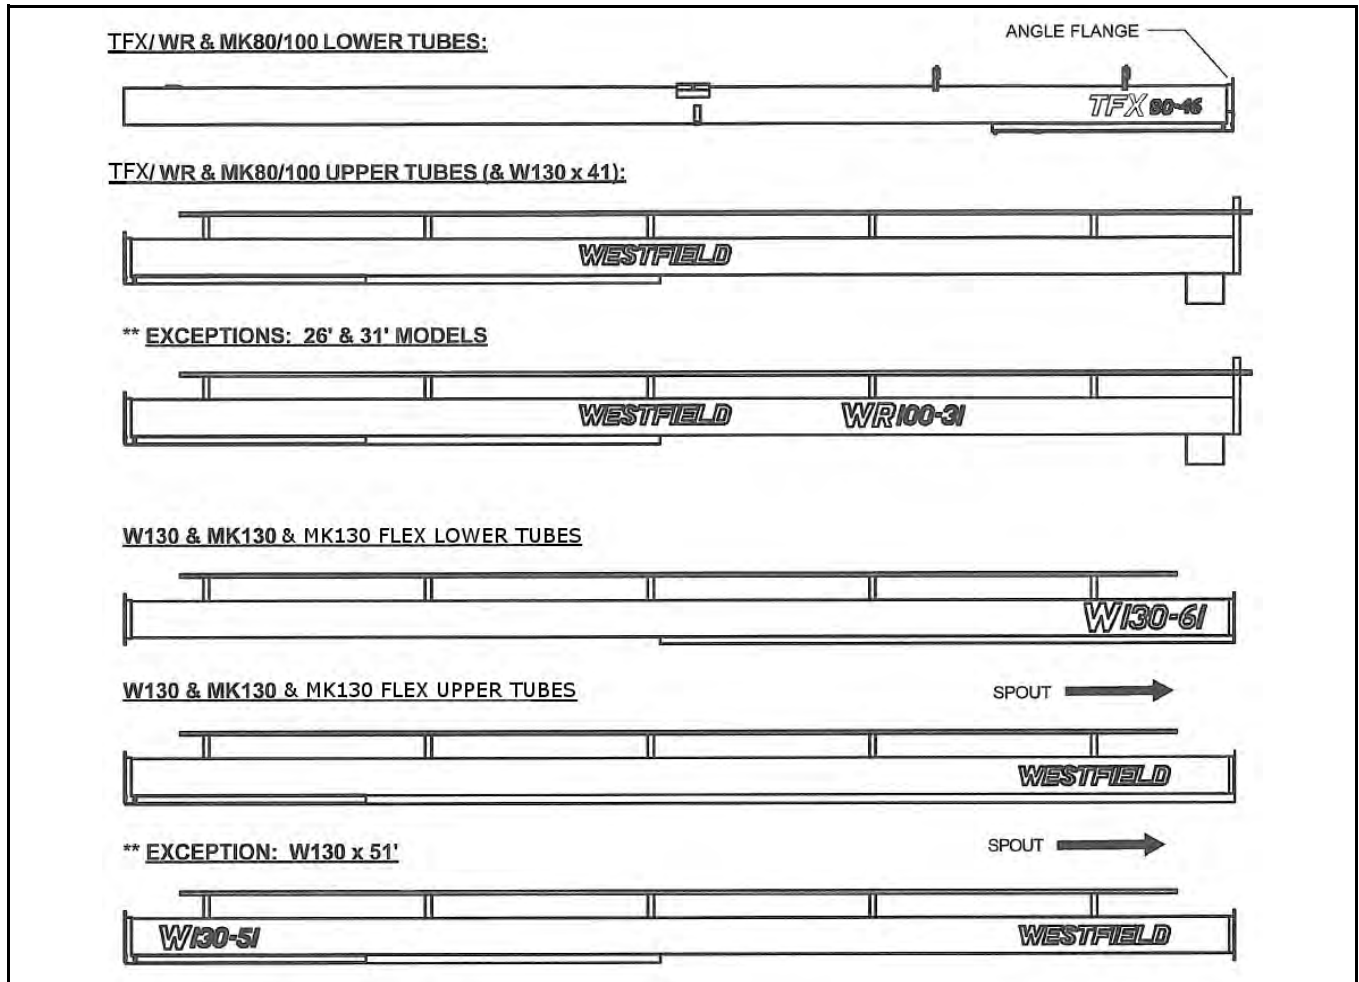 TFX/ WR & MK80/100 LOWER TUBES:
ANGLE FLANGE
TFX 80-46
TFX/ WR & MK80/100 UPPER TUBES (& W130 x 41):
WESTFIELD
** EXCEPTIONS: 26' & 31' MODELS
WESTFIELD WR100-31
W130 & MK130 & MK130 FLEX LOWER TUBES
W130-61
W130 & MK130 & MK130 FLEX UPPER TUBES
SPOUT
WESTFIELD
** EXCEPTION: W130 x 51'
SPOUT
W130-51 WESTFIELD